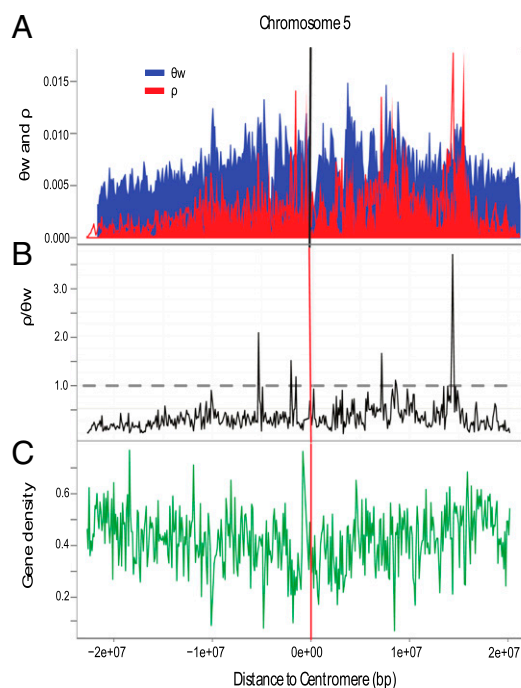 A
Chromosome 5
θw
ρ
θw and ρ
0.015
0.010
0.005
0.000
B
ρ/θw
3.0
2.0
1.0
C
Gene density
0.6
0.4
0.2
−2e+07 −1e+07 0e+00 1e+07 2e+07
Distance to Centromere (bp)